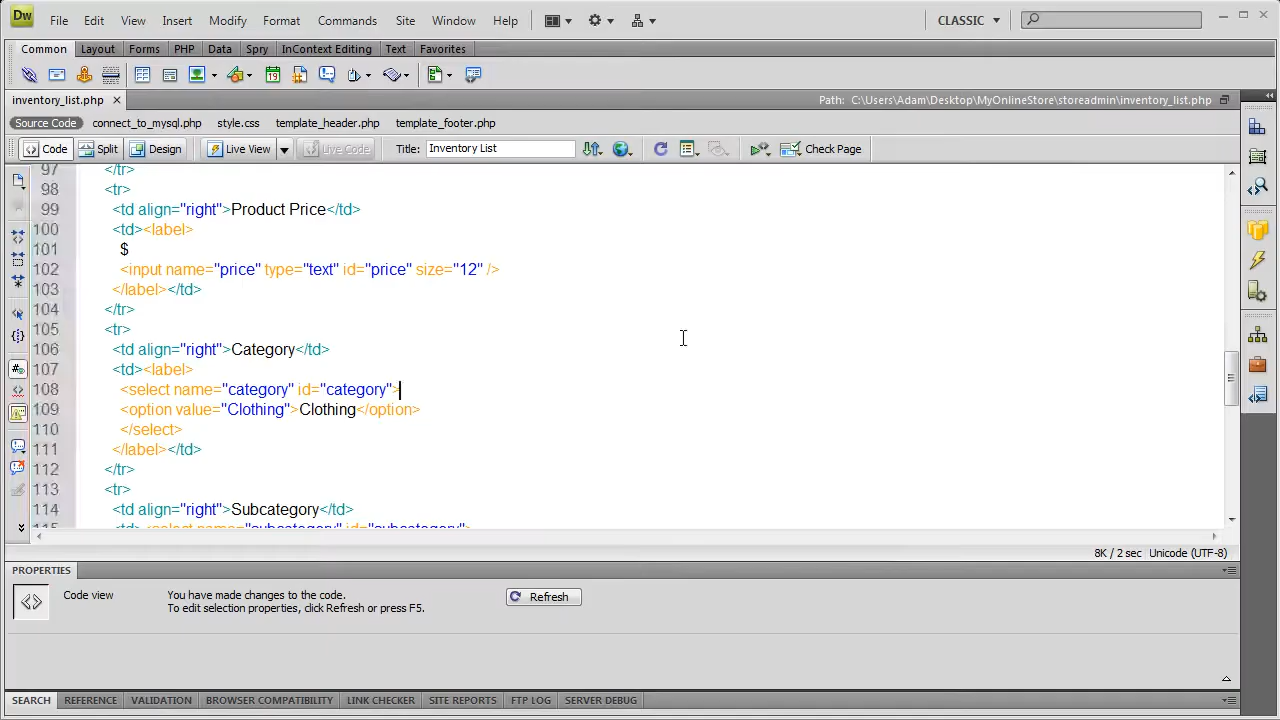 Dw File Edit View Insert Modify Format Commands Site Window Help CLASSIC
Common Layout Forms PHP Data Spry InContext Editing Text Favorites
inventory_list.php × Path: C:\Users\Adam\Desktop\MyOnlineStore\storeadmin\inventory_list.php
Source Code connect_to_mysql.php style.css template_header.php template_footer.php
Code Split Design Live View Live Code Title: Inventory List Check Page
97 </tr>
98 <tr>
99 <td align="right">Product Price</td>
100 <td><label>
101 $
102 <input name="price" type="text" id="price" size="12" />
103 </label></td>
104 </tr>
105 <tr>
106 <td align="right">Category</td>
107 <td><label>
108 <select name="category" id="category">
109 <option value="Clothing">Clothing</option>
110 </select>
111 </label></td>
112 </tr>
113 <tr>
114 <td align="right">Subcategory</td>
115 <td> <select name="subcategory" id="subcategory">
8K / 2 sec Unicode (UTF-8)
PROPERTIES
Code view You have made changes to the code. Refresh
To edit selection properties, click Refresh or press F5.
SEARCH REFERENCE VALIDATION BROWSER COMPATIBILITY LINK CHECKER SITE REPORTS FTP LOG SERVER DEBUG